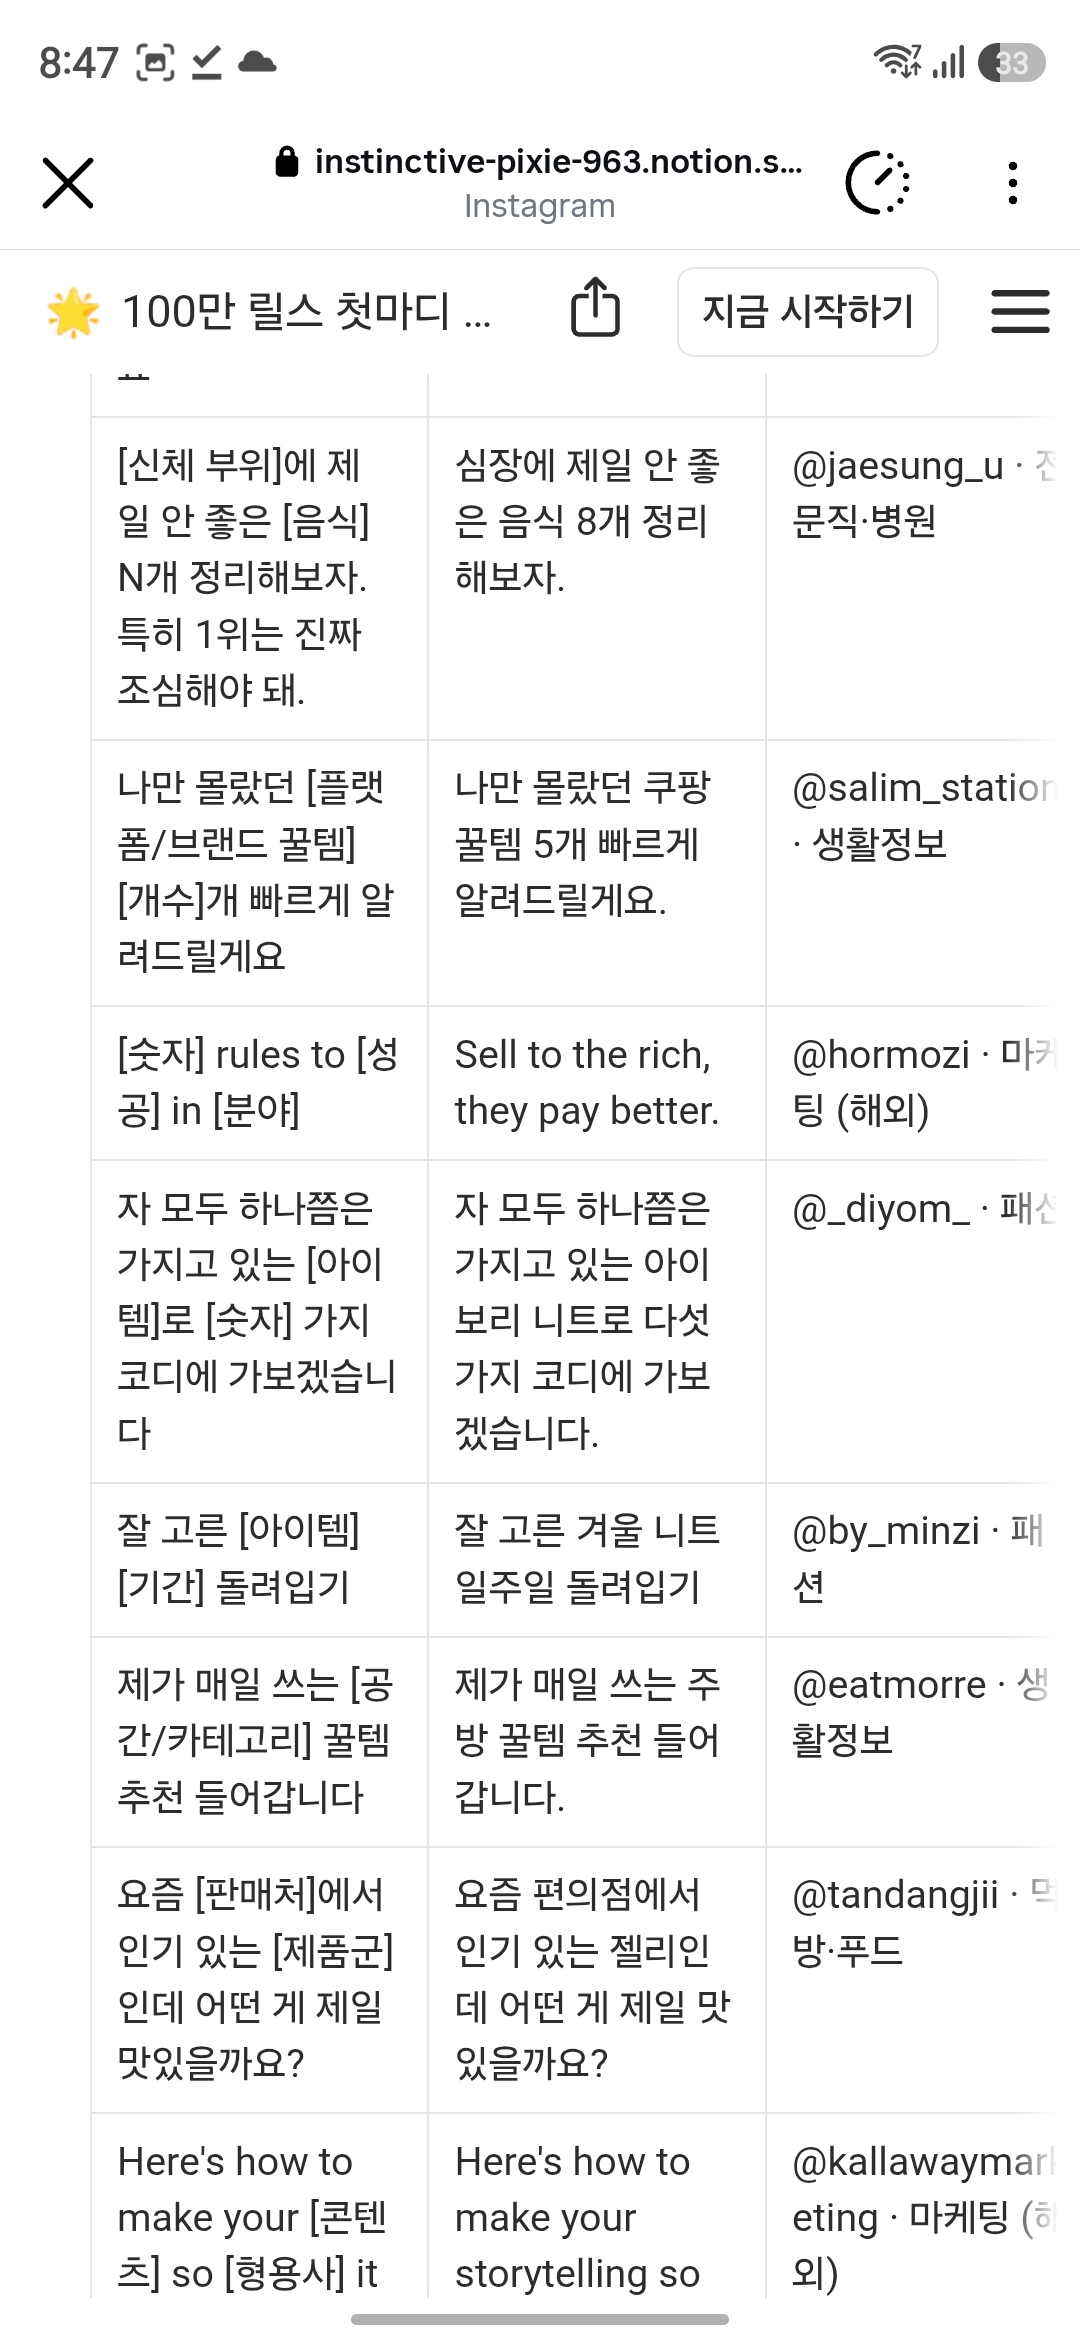 8:47
7
33
instinctive-pixie-963.notion.s...
Instagram
100만 릴스 첫마디 ...
지금 시작하기
요
[신체 부위]에 제
일 안 좋은 [음식]
N개 정리해보자.
특히 1위는 진짜
조심해야 돼.
심장에 제일 안 좋
은 음식 8개 정리
해보자.
@jaesung_u · 전
문직·병원
나만 몰랐던 [플랫
폼/브랜드 꿀템]
[개수]개 빠르게 알
려드릴게요
나만 몰랐던 쿠팡
꿀템 5개 빠르게
알려드릴게요.
@salim_station
· 생활정보
[숫자] rules to [성
공] in [분야]
Sell to the rich,
they pay better.
@hormozi · 마케
팅 (해외)
자 모두 하나쯤은
가지고 있는 [아이
템]로 [숫자] 가지
코디에 가보겠습니
다
자 모두 하나쯤은
가지고 있는 아이
보리 니트로 다섯
가지 코디에 가보
겠습니다.
@_diyom_ · 패션
잘 고른 [아이템]
[기간] 돌려입기
잘 고른 겨울 니트
일주일 돌려입기
@by_minzi · 패
션
제가 매일 쓰는 [공
간/카테고리] 꿀템
추천 들어갑니다
제가 매일 쓰는 주
방 꿀템 추천 들어
갑니다.
@eatmorre · 생
활정보
요즘 [판매처]에서
인기 있는 [제품군]
인데 어떤 게 제일
맛있을까요?
요즘 편의점에서
인기 있는 젤리인
데 어떤 게 제일 맛
있을까요?
@tandangjii · 먹
방·푸드
Here's how to
make your [콘텐
츠] so [형용사] it
Here's how to
make your
storytelling so
@kallawaymark
eting · 마케팅 (해
외)